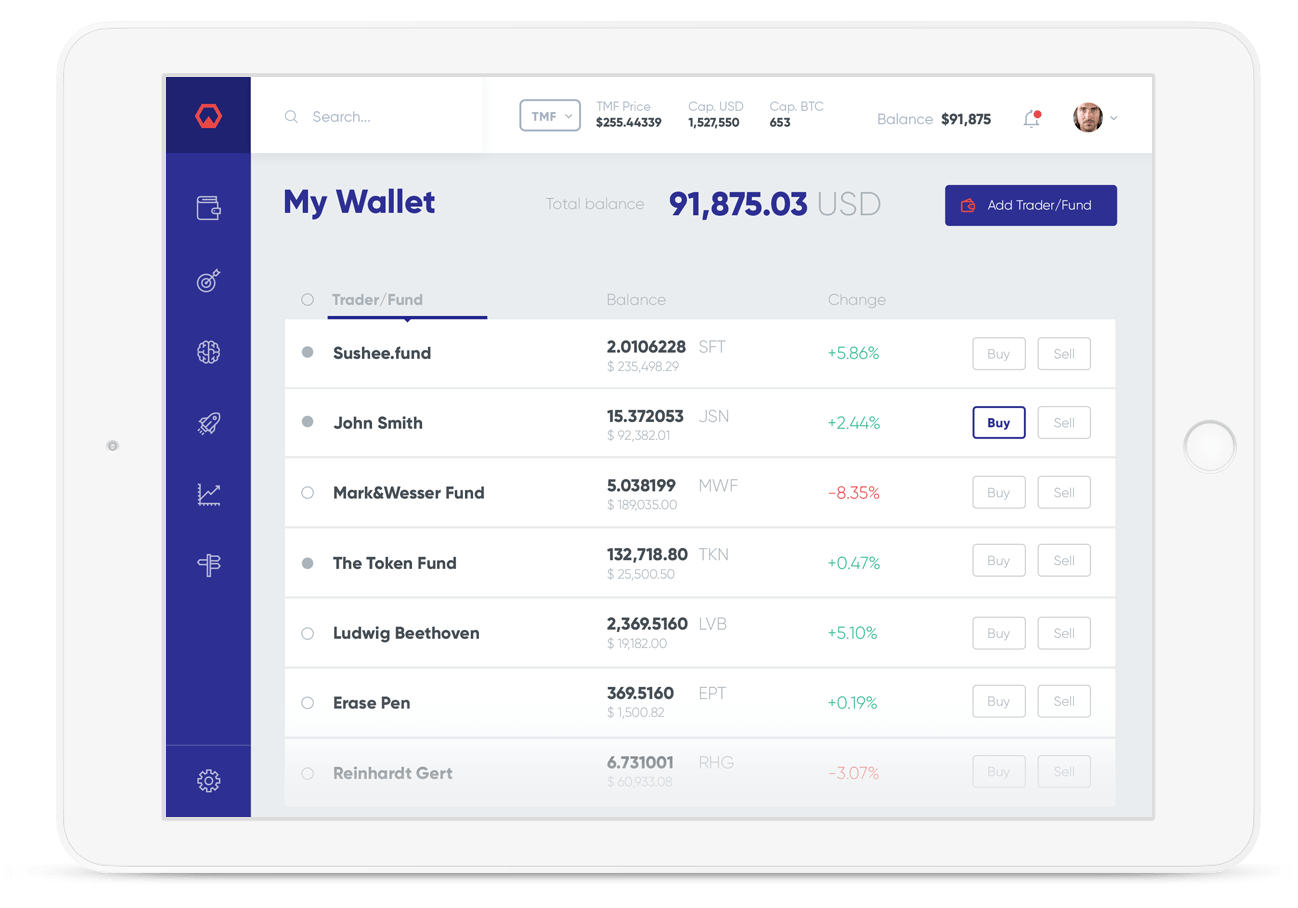 Search...
TMF
TMF Price
$255.44339
Cap. USD
1,527,550
Cap. BTC
653
Balance $91,875
My Wallet
Total balance 91,875.03 USD
Add Trader/Fund
Trader/Fund Balance Change
Sushee.fund
2.0106228 SFT
$ 235,498.29
+5.86%
Buy Sell
John Smith
15.372053 JSN
$ 92,382.01
+2.44%
Buy Sell
Mark&Wesser Fund
5.038199 MWF
$ 189,035.00
-8.35%
Buy Sell
The Token Fund
132,718.80 TKN
$ 25,500.50
+0.47%
Buy Sell
Ludwig Beethoven
2,369.5160 LVB
$ 19,182.00
+5.10%
Buy Sell
Erase Pen
369.5160 EPT
$ 1,500.82
+0.19%
Buy Sell
Reinhardt Gert
6.731001 RHG
$ 60,933.08
-3.07%
Buy Sell